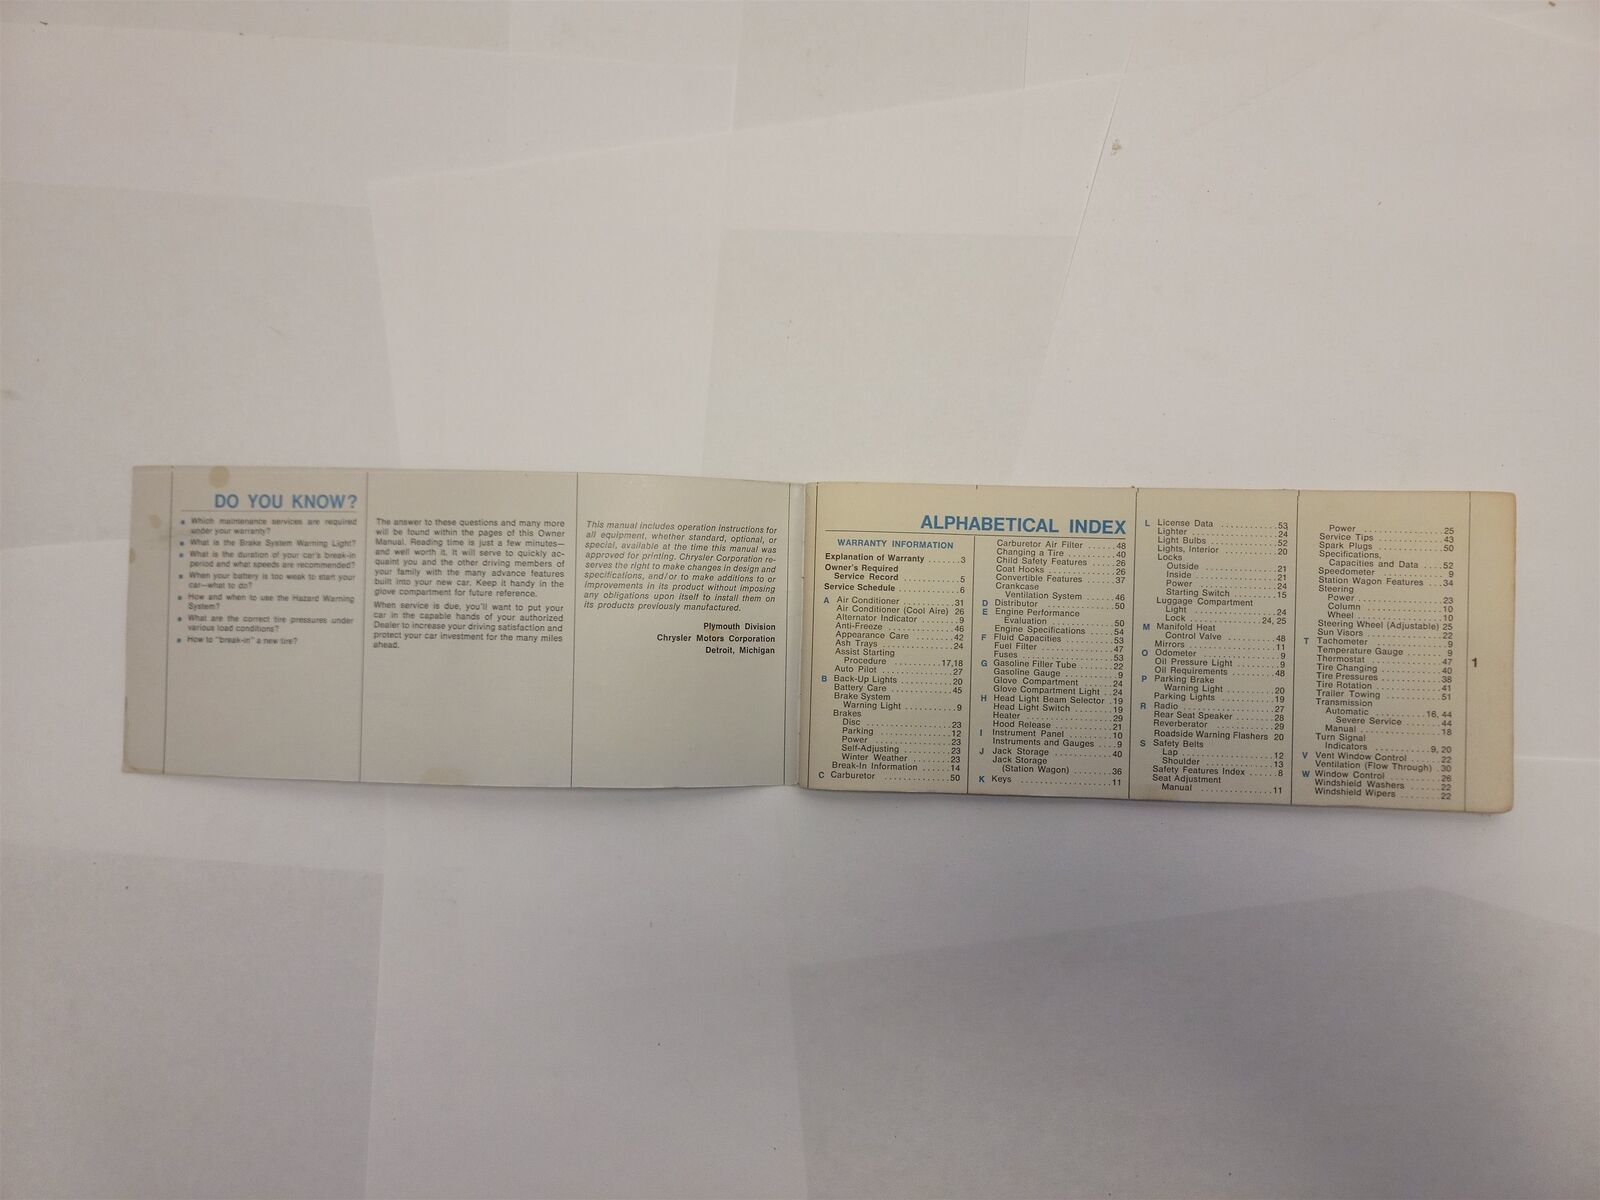 DO YOU KNOW?
■ Which maintenance services are required
under your warranty?
■ What is the Brake System Warning Light?
■ What is the duration of your car's break-in
period and what speeds are recommended?
■ When your battery is too weak to start your
car—what to do?
■ How and when to use the Hazard Warning
System?
■ What are the correct tire pressures under
various load conditions?
■ How to "break-in" a new tire?
The answer to these questions and many more
will be found within the pages of this Owner
Manual. Reading time is just a few minutes—
and well worth it. It will serve to quickly ac-
quaint you and the other driving members of
your family with the many advance features
built into your new car. Keep it handy in the
glove compartment for future reference.
When service is due, you'll want to put your
car in the capable hands of your authorized
Dealer to increase your driving satisfaction and
protect your car investment for the many miles
ahead.
This manual includes operation instructions for
all equipment, whether standard, optional, or
special, available at the time this manual was
approved for printing. Chrysler Corporation re-
serves the right to make changes in design and
specifications, and/or to make additions to or
improvements in its product without imposing
any obligations upon itself to install them on
its products previously manufactured.
Plymouth Division
Chrysler Motors Corporation
Detroit, Michigan
ALPHABETICAL INDEX
WARRANTY INFORMATION
Explanation of Warranty .......3
Owner's Required
Service Record ............5
Service Schedule .............6
A Air Conditioner ...........31
Air Conditioner (Cool Aire) 26
Alternator Indicator ........9
Anti-Freeze ..............46
Appearance Care .........42
Ash Trays ................24
Assist Starting
Procedure ..........17,18
Auto Pilot ................27
B Back-Up Lights ...........20
Battery Care .............45
Brake System
Warning Light ...........9
Brakes
Disc ..................23
Parking ...............12
Power .................23
Self-Adjusting ..........23
Winter Weather .........23
Break-In Information ......14
C Carburetor ...............50
Carburetor Air Filter ......48
Changing a Tire ..........40
Child Safety Features .....26
Coat Hooks ..............26
Convertible Features ......37
Crankcase
Ventilation System ......46
D Distributor ...............50
E Engine Performance
Evaluation .............50
Engine Specifications .....54
F Fluid Capacities ..........53
Fuel Filter ...............47
Fuses ...................53
G Gasoline Filler Tube ......22
Gasoline Gauge ...........9
Glove Compartment ......24
Glove Compartment Light ..24
H Head Light Beam Selector .19
Head Light Switch ........19
Heater ..................29
Hood Release ............21
I Instrument Panel .........10
Instruments and Gauges ....9
J Jack Storage .............40
Jack Storage
(Station Wagon) ........36
K Keys ....................11
L License Data ............53
Lighter ..................24
Light Bulbs ..............52
Lights, Interior ...........20
Locks
Outside ...............21
Inside .................21
Power .................24
Starting Switch .........15
Luggage Compartment
Light .................24
Lock ...............24, 25
M Manifold Heat
Control Valve ..........48
Mirrors ..................11
O Odometer ................9
Oil Pressure Light .........9
Oil Requirements .........48
P Parking Brake
Warning Light ..........20
Parking Lights ...........19
R Radio ...................27
Rear Seat Speaker .......28
Reverberator ............29
Roadside Warning Flashers 20
S Safety Belts
Lap ...................12
Shoulder ..............13
Safety Features Index ......8
Seat Adjustment
Manual ................11
Power .................25
Service Tips .............43
Spark Plugs .............50
Specifications,
Capacities and Data .....52
Speedometer .............9
Station Wagon Features ...34
Steering
Power .................23
Column ................10
Wheel .................10
Steering Wheel (Adjustable) 25
Sun Visors ...............22
T Tachometer ...............9
Temperature Gauge ........9
Thermostat ..............47
Tire Changing ............40
Tire Pressures ............38
Tire Rotation .............41
Trailer Towing ............51
Transmission
Automatic ..........16, 44
Severe Service ........44
Manual ................18
Turn Signal
Indicators ...........9, 20
V Vent Window Control ......22
Ventilation (Flow Through) .30
W Window Control ..........26
Windshield Washers ......22
Windshield Wipers ........22
1